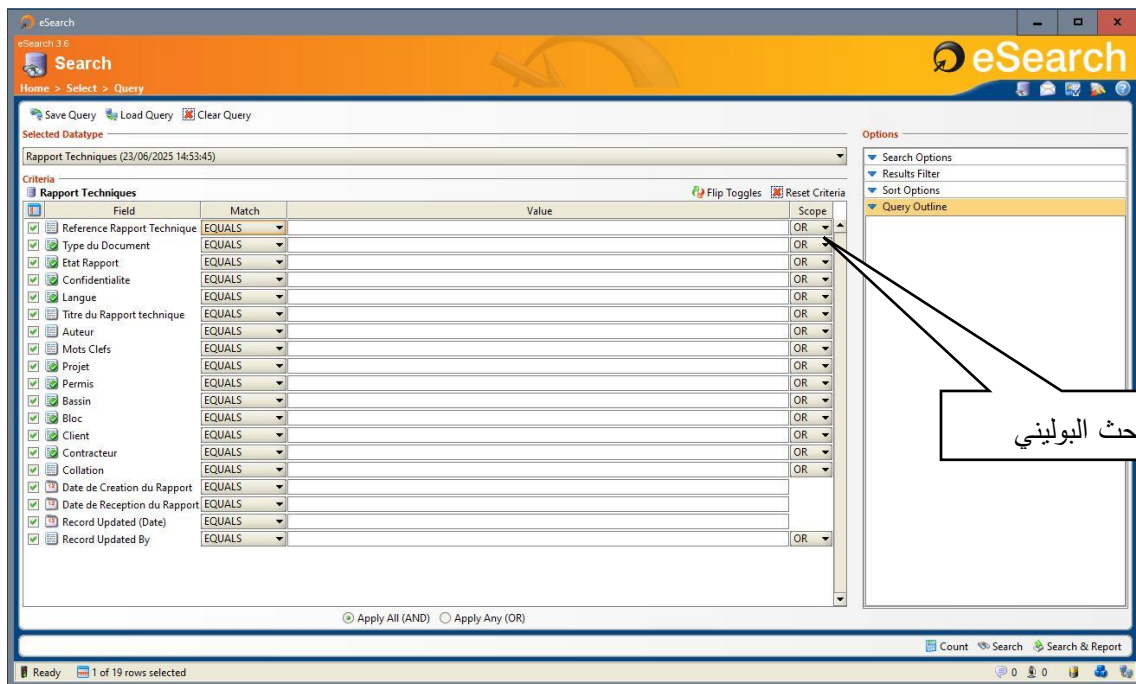 eSearch
eSearch 3.6
Search
eSearch
Home > Select > Query
Save Query Load Query Clear Query
Selected Datatype
Options
Rapport Techniques (23/06/2025 14:53:45)
Search Options
Results Filter
Sort Options
Query Outline
Criteria
Rapport Techniques Flip Toggles Reset Criteria
Field Match Value Scope
Reference Rapport Technique EQUALS OR
Type du Document EQUALS OR
Etat Rapport EQUALS OR
Confidentialite EQUALS OR
Langue EQUALS OR
Titre du Rapport technique EQUALS OR
Auteur EQUALS OR
Mots Clefs EQUALS OR
Projet EQUALS OR
Permis EQUALS OR
Bassin EQUALS OR
Bloc EQUALS OR
Client EQUALS OR
Contracteur EQUALS OR
Collation EQUALS OR
Date de Creation du Rapport EQUALS
Date de Reception du Rapport EQUALS
Record Updated (Date) EQUALS
Record Updated By EQUALS OR
حث البوليني
Apply All (AND) Apply Any (OR)
Count Search Search & Report
Ready 1 of 19 rows selected 0 0